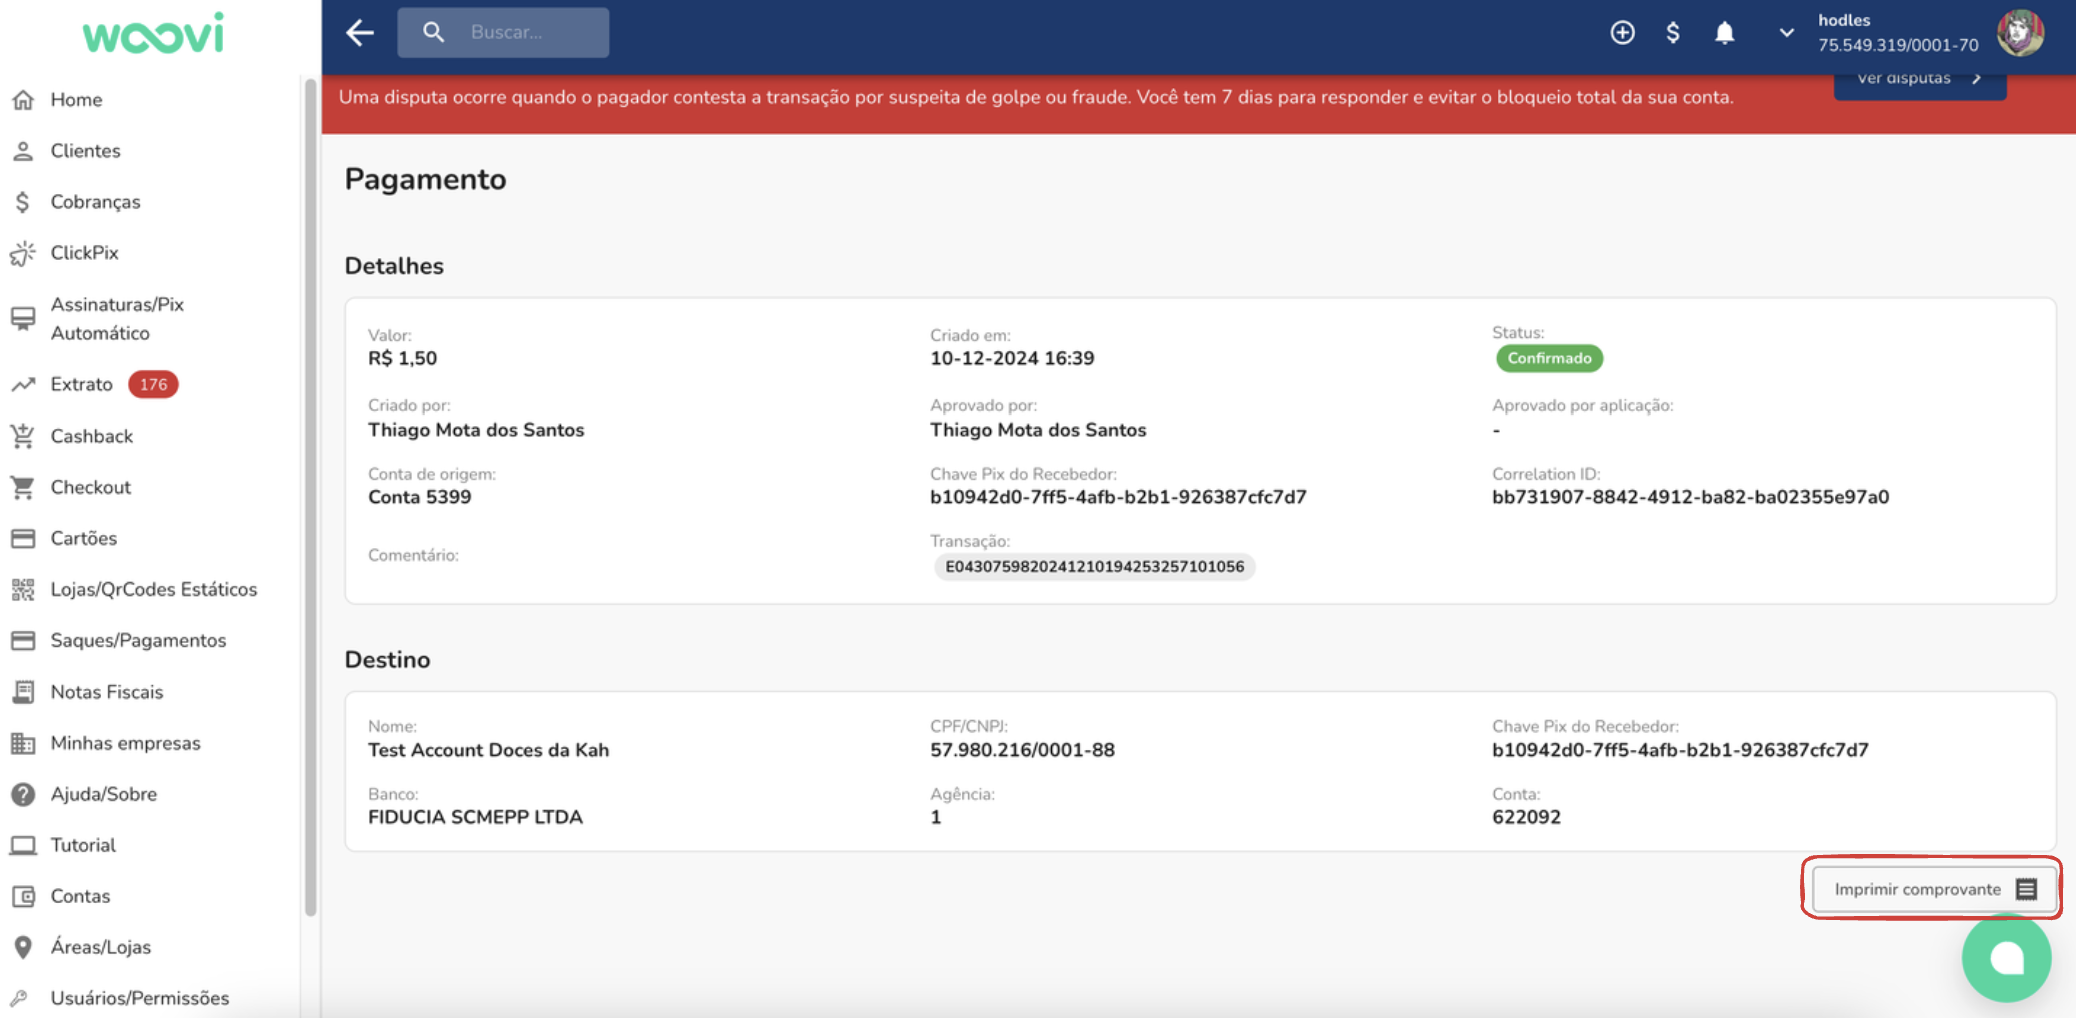 woovi
Home
Clientes
Cobranças
ClickPix
Assinaturas/Pix
Automático
Extrato 176
Cashback
Checkout
Cartões
Lojas/QrCodes Estáticos
Saques/Pagamentos
Notas Fiscais
Minhas empresas
Ajuda/Sobre
Tutorial
Contas
Áreas/Lojas
Usuários/Permissões
Buscar...
hodles
75.549.319/0001-70
Ver disputas
Uma disputa ocorre quando o pagador contesta a transação por suspeita de golpe ou fraude. Você tem 7 dias para responder e evitar o bloqueio total da sua conta.
Pagamento
Detalhes
Valor:
R$ 1,50
Criado em:
10-12-2024 16:39
Status:
Confirmado
Criado por:
Thiago Mota dos Santos
Aprovado por:
Thiago Mota dos Santos
Aprovado por aplicação:
-
Conta de origem:
Conta 5399
Chave Pix do Recebedor:
b10942d0-7ff5-4afb-b2b1-926387cfc7d7
Correlation ID:
bb731907-8842-4912-ba82-ba02355e97a0
Comentário:
Transação:
E04307598202412101942532571010​56
Destino
Nome:
Test Account Doces da Kah
CPF/CNPJ:
57.980.216/0001-88
Chave Pix do Recebedor:
b10942d0-7ff5-4afb-b2b1-926387cfc7d7
Banco:
FIDUCIA SCMEPP LTDA
Agência:
1
Conta:
622092
Imprimir comprovante